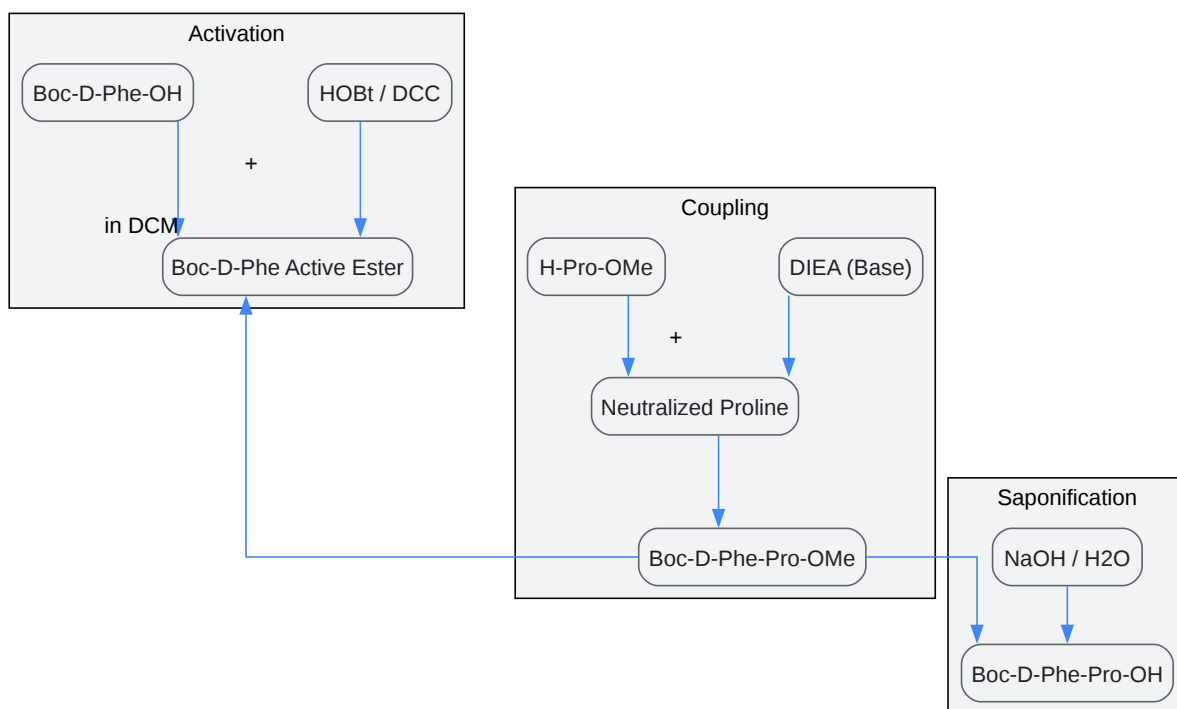 Activation
Boc-D-Phe-OH
HOBt / DCC
+
in DCM
Boc-D-Phe Active Ester
Coupling
H-Pro-OMe
DIEA (Base)
+
Neutralized Proline
Boc-D-Phe-Pro-OMe
Saponification
NaOH / H2O
Boc-D-Phe-Pro-OH